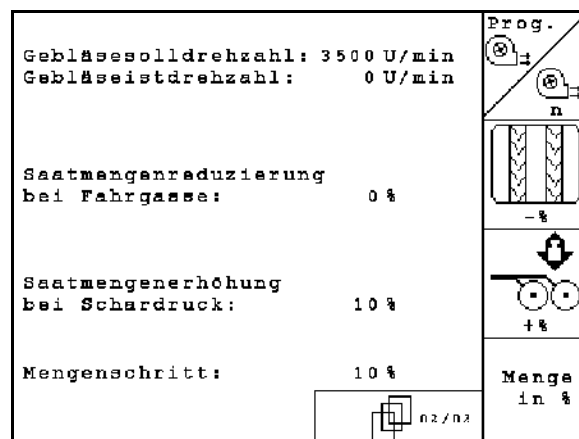 Prog.
Gebläsesolldrehzahl: 3500 U/min
Gebläseistdrehzahl: 0 U/min
n
Saatmengenreduzierung
bei Fahrgasse: 0 %
- %
Saatmengenerhöhung
bei Schardruck: 10 %
+ %
Mengenschritt: 10 %
Menge
in %
02/02